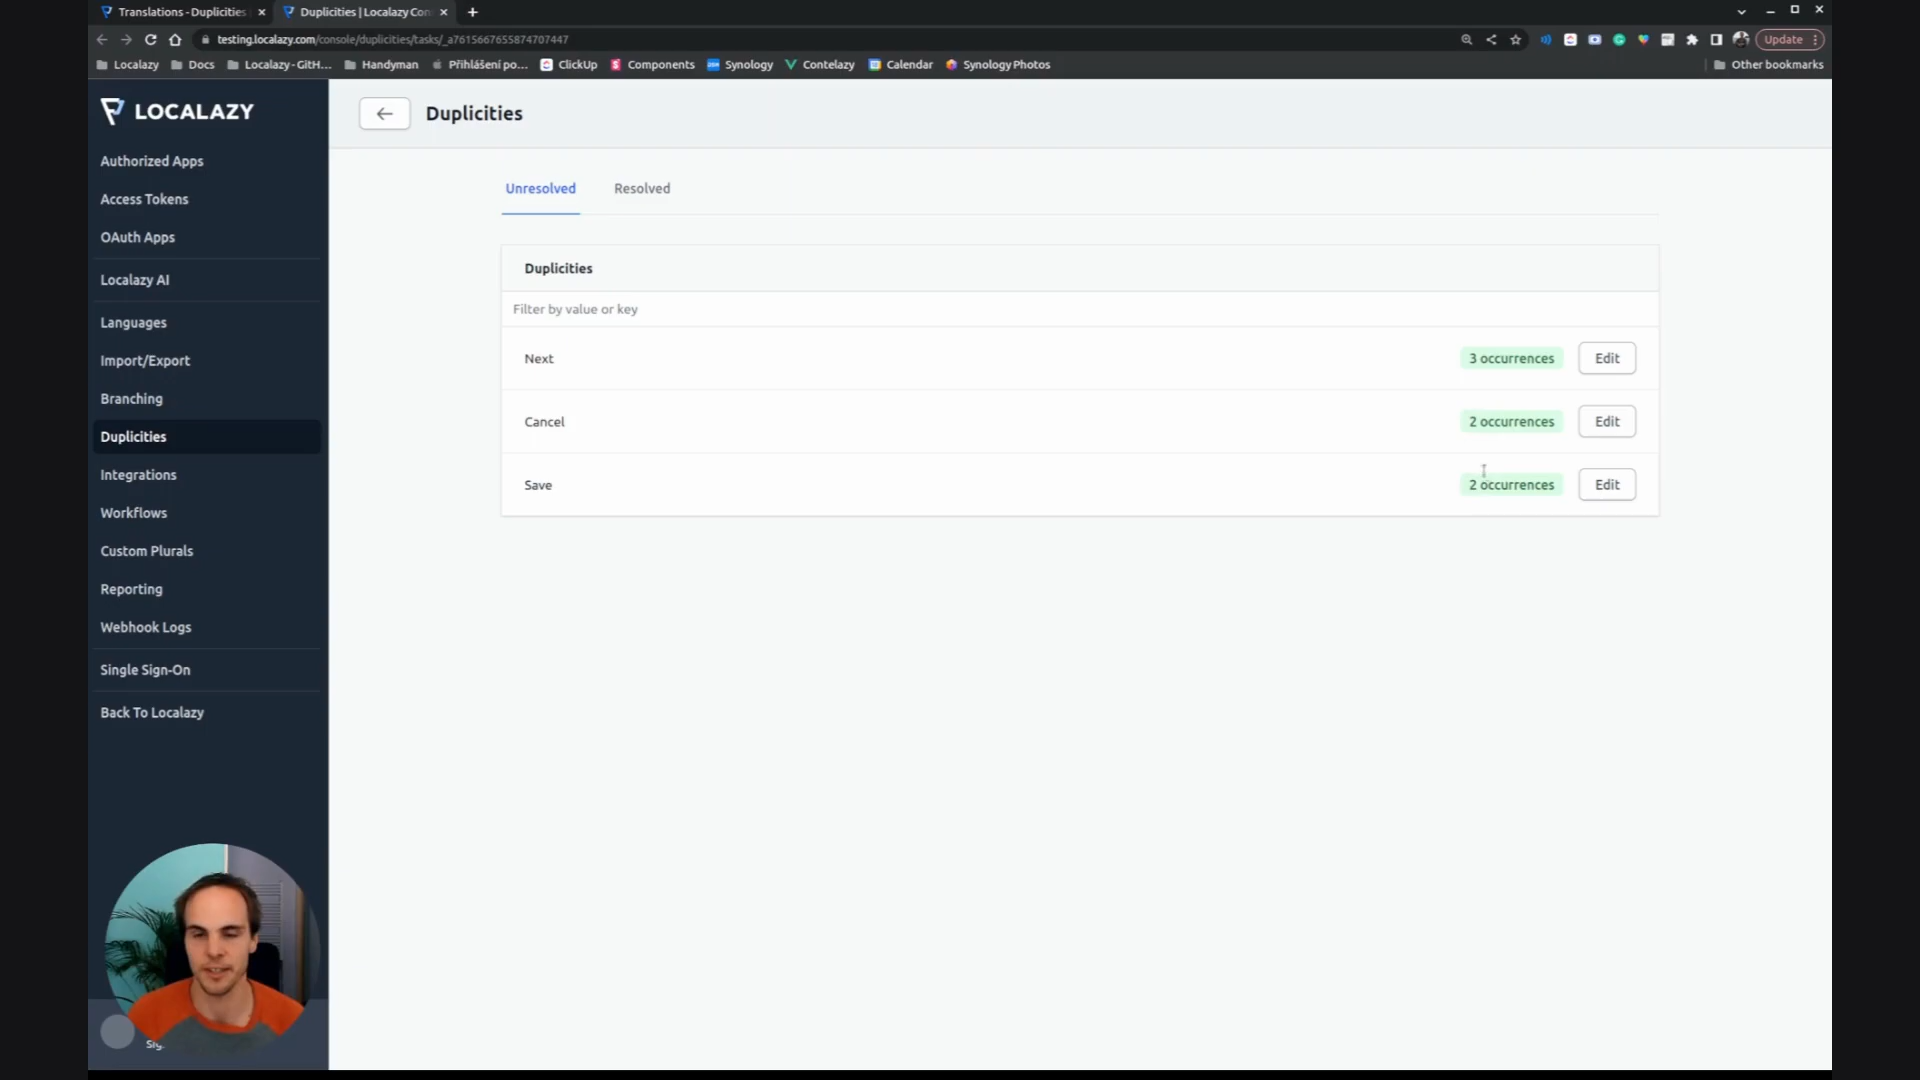 Translations - Duplicities
Duplicities | Localazy Con
testing.localazy.com/console/duplicities/tasks/_a7615667655874707447
Update
Localazy
Docs
Localazy - GitH...
Handyman
Přihlášení po...
ClickUp
Components
Synology
Contelazy
Calendar
Synology Photos
Other bookmarks
LOCALAZY
Authorized Apps
Access Tokens
OAuth Apps
Localazy AI
Languages
Import/Export
Branching
Duplicities
Integrations
Workflows
Custom Plurals
Reporting
Webhook Logs
Single Sign-On
Back To Localazy
Duplicities
Unresolved
Resolved
Duplicities
Filter by value or key
Next
3 occurrences
Edit
Cancel
2 occurrences
Edit
Save
2 occurrences
Edit